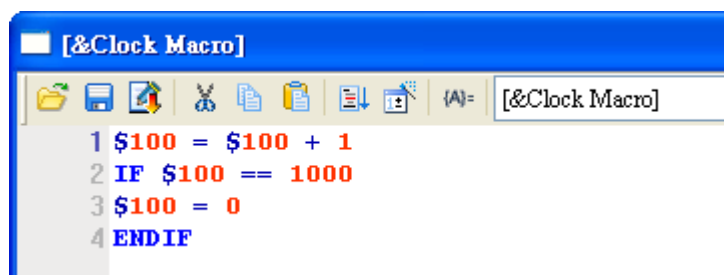 [&Clock Macro]
{A}= [&Clock Macro]
1 $100 = $100 + 1
2 IF $100 == 1000
3 $100 = 0
4 ENDIF